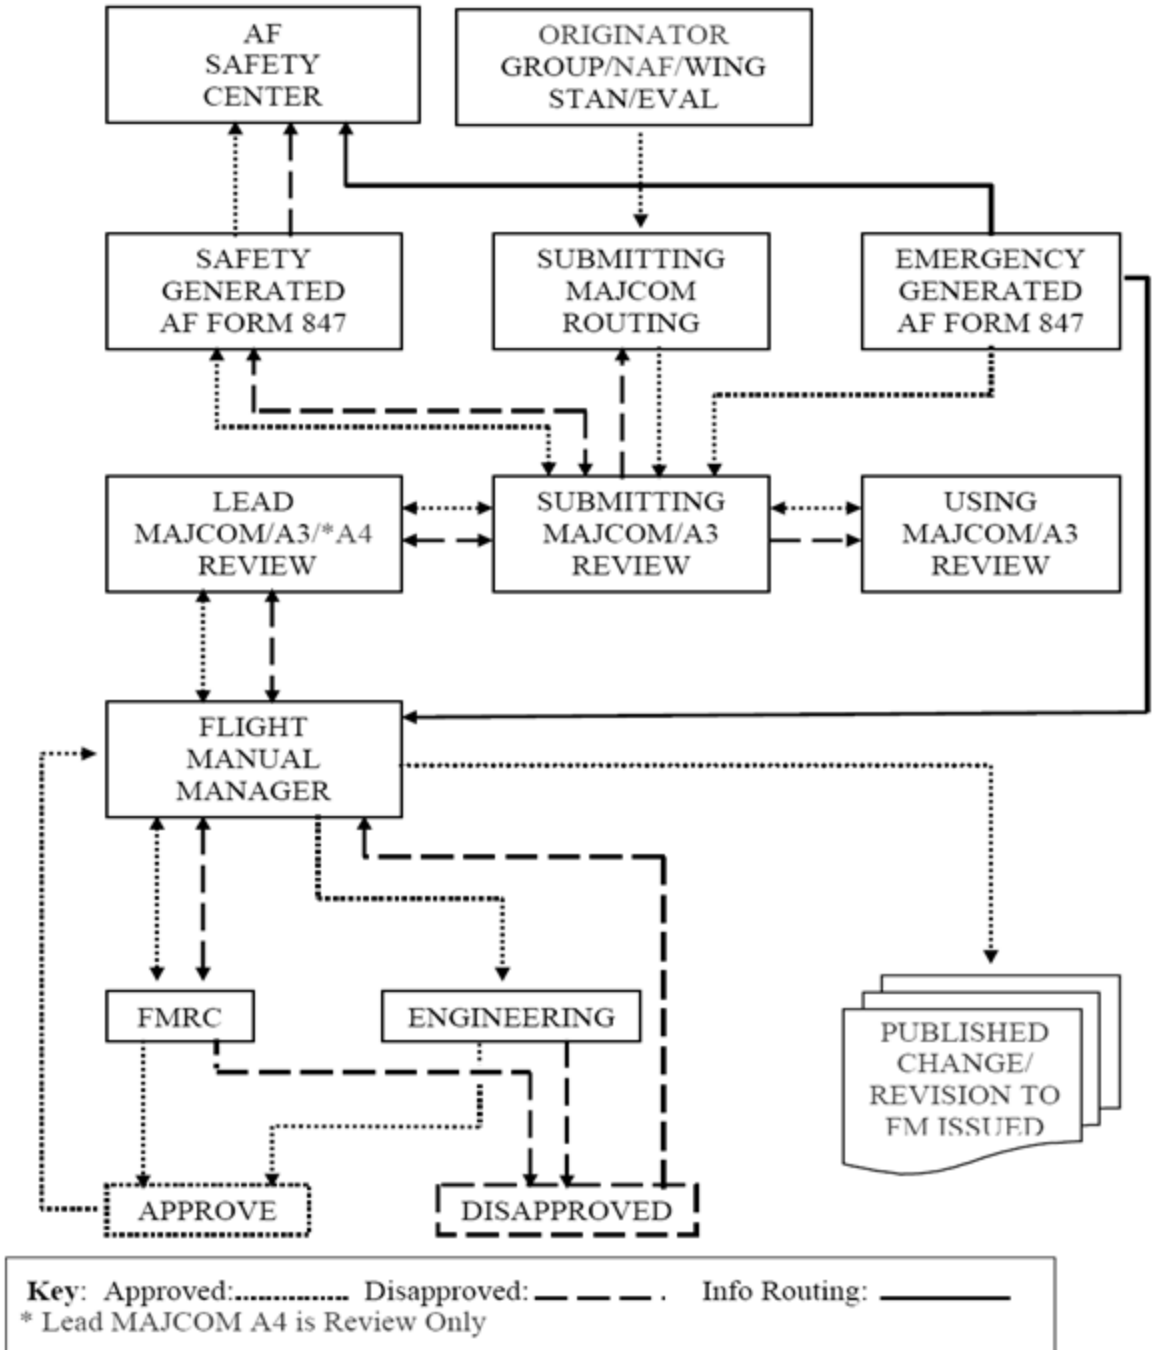 AF
SAFETY
CENTER
ORIGINATOR
GROUP/NAF/WING
STAN/EVAL
SAFETY
GENERATED
AF FORM 847
SUBMITTING
MAJCOM
ROUTING
EMERGENCY
GENERATED
AF FORM 847
LEAD
MAJCOM/A3/*A4
REVIEW
SUBMITTING
MAJCOM/A3
REVIEW
USING
MAJCOM/A3
REVIEW
FLIGHT
MANUAL
MANAGER
FMRC
ENGINEERING
PUBLISHED
CHANGE/
REVISION TO
FM ISSUED
APPROVE
DISAPPROVED
Key: Approved: Disapproved: Info Routing:
* Lead MAJCOM A4 is Review Only